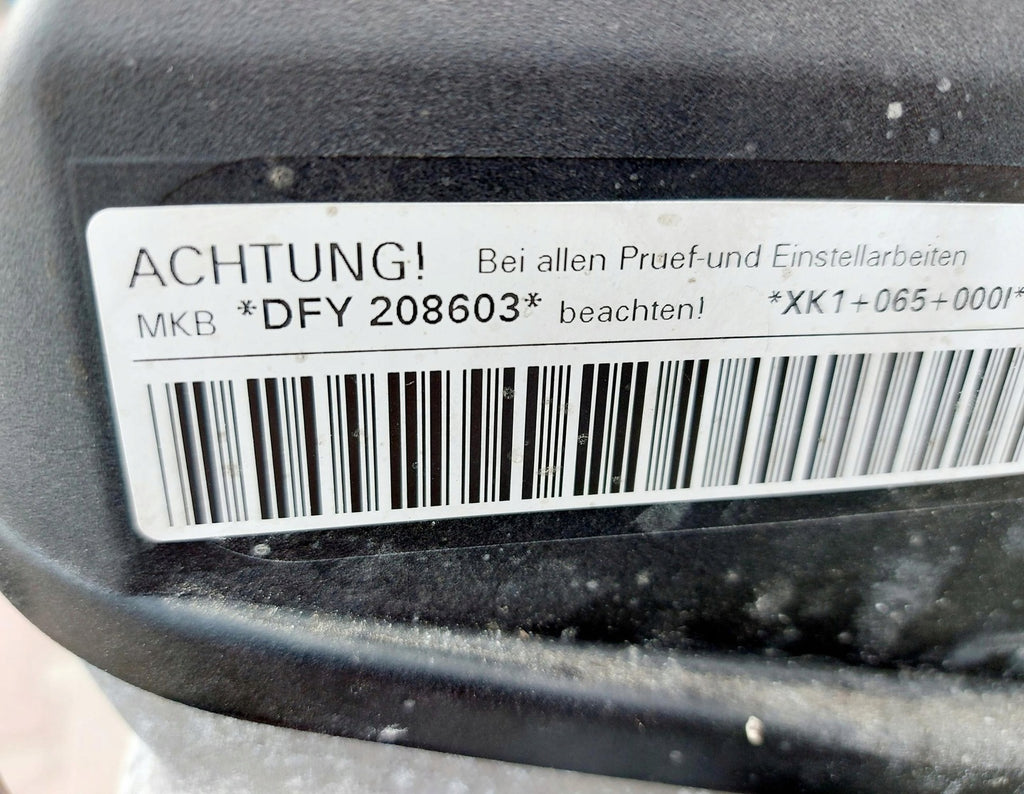 ACHTUNG! Bei allen Pruef-und Einstellarbeiten
MKB *DFY 208603* beachten! *XK1+065+000I*